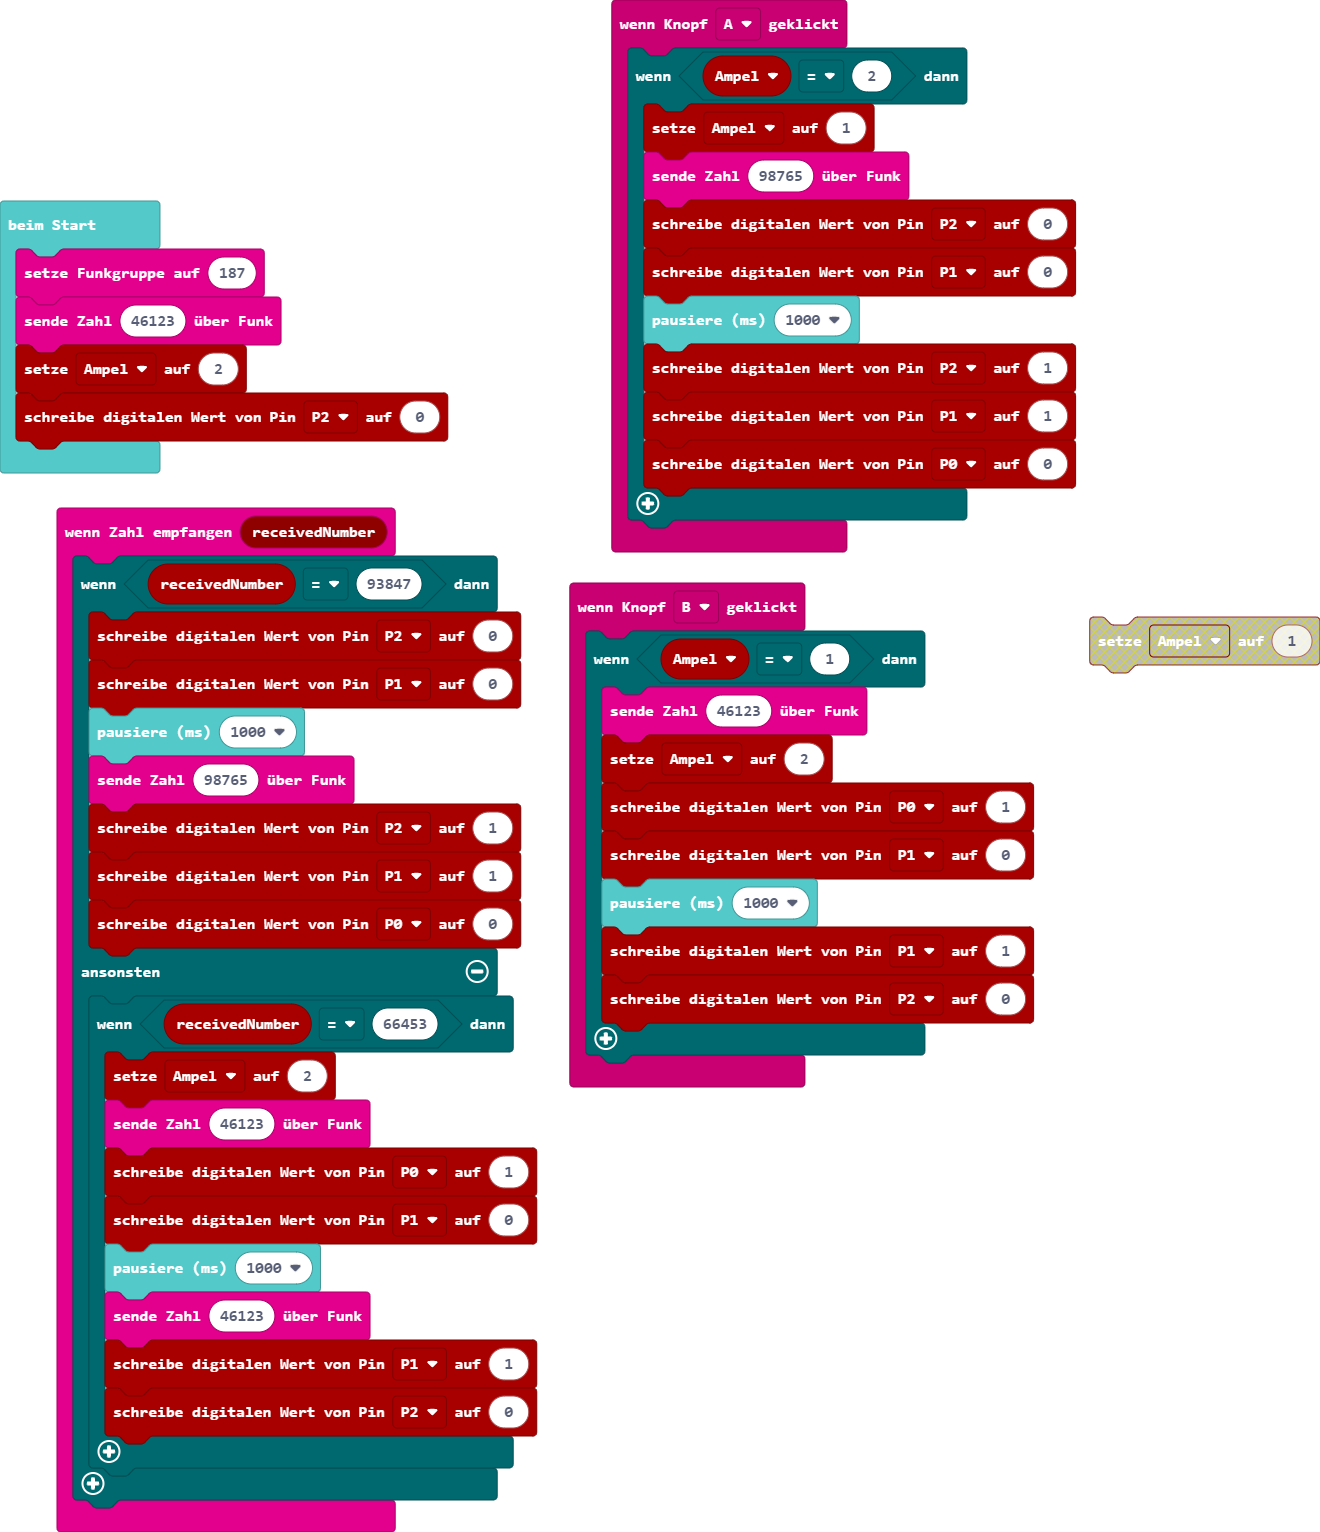 beim Start
setze Funkgruppe auf 187
sende Zahl 46123 über Funk
setze Ampel auf 2
schreibe digitalen Wert von Pin P2 auf 0
wenn Knopf A geklickt
wenn Ampel = 2 dann
setze Ampel auf 1
sende Zahl 98765 über Funk
schreibe digitalen Wert von Pin P2 auf 0
schreibe digitalen Wert von Pin P1 auf 0
pausiere (ms) 1000
schreibe digitalen Wert von Pin P2 auf 1
schreibe digitalen Wert von Pin P1 auf 1
schreibe digitalen Wert von Pin P0 auf 0
wenn Zahl empfangen receivedNumber
wenn receivedNumber = 93847 dann
schreibe digitalen Wert von Pin P2 auf 0
schreibe digitalen Wert von Pin P1 auf 0
pausiere (ms) 1000
sende Zahl 98765 über Funk
schreibe digitalen Wert von Pin P2 auf 1
schreibe digitalen Wert von Pin P1 auf 1
schreibe digitalen Wert von Pin P0 auf 0
ansonsten
wenn receivedNumber = 66453 dann
setze Ampel auf 2
sende Zahl 46123 über Funk
schreibe digitalen Wert von Pin P0 auf 1
schreibe digitalen Wert von Pin P1 auf 0
pausiere (ms) 1000
sende Zahl 46123 über Funk
schreibe digitalen Wert von Pin P1 auf 1
schreibe digitalen Wert von Pin P2 auf 0
wenn Knopf B geklickt
wenn Ampel = 1 dann
sende Zahl 46123 über Funk
setze Ampel auf 2
schreibe digitalen Wert von Pin P0 auf 1
schreibe digitalen Wert von Pin P1 auf 0
pausiere (ms) 1000
schreibe digitalen Wert von Pin P1 auf 1
schreibe digitalen Wert von Pin P2 auf 0
setze Ampel auf 1